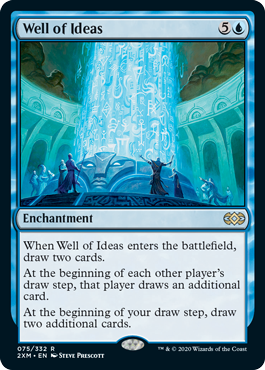 Well of Ideas 5
Enchantment
When Well of Ideas enters the battlefield,
draw two cards.
At the beginning of each other player's
draw step, that player draws an additional
card.
At the beginning of your draw step, draw
two additional cards.
075/332 R
2XM • EN Steve Prescott
™ & © 2020 Wizards of the Coast